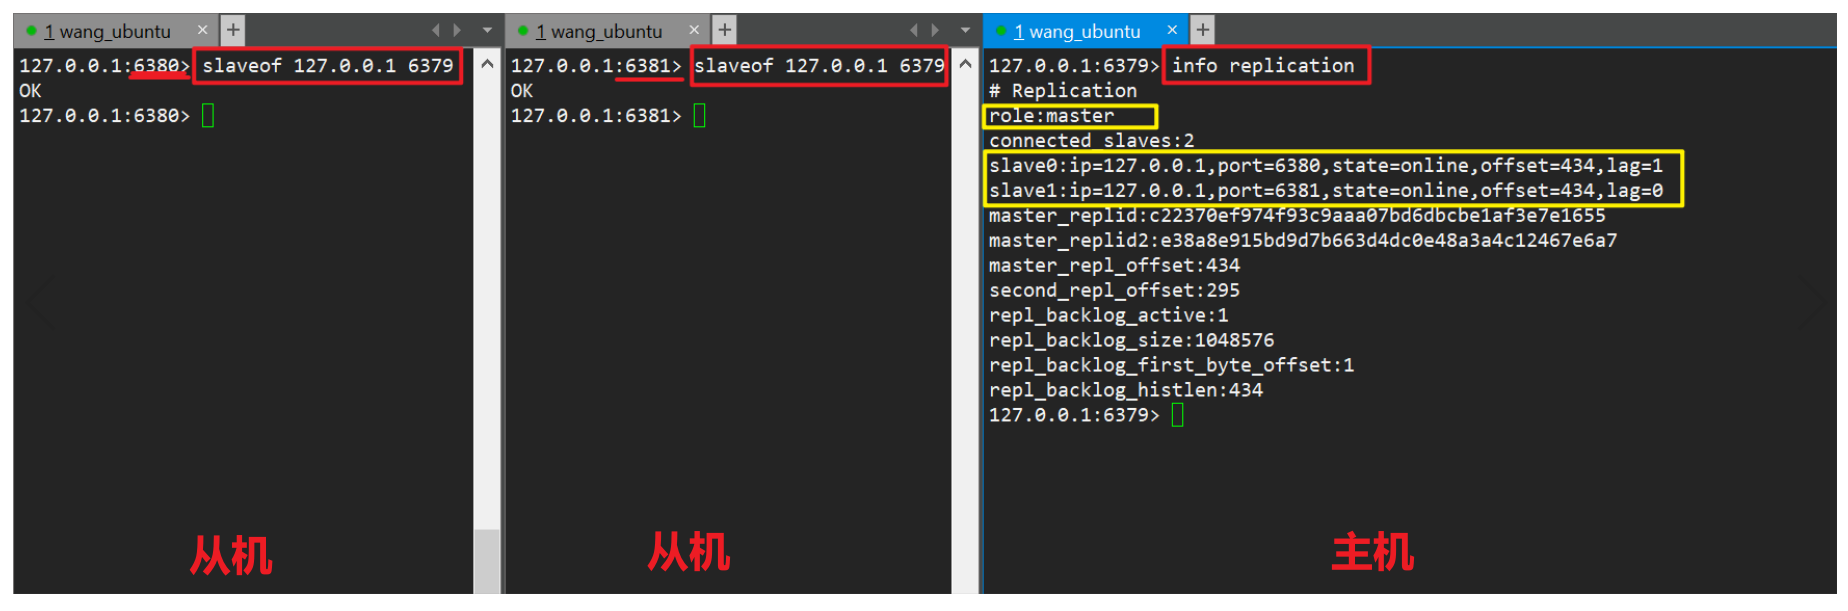 1 wang_ubuntu × +
127.0.0.1:6380> slaveof 127.0.0.1 6379
OK
127.0.0.1:6380>
从机
1 wang_ubuntu × +
127.0.0.1:6381> slaveof 127.0.0.1 6379
OK
127.0.0.1:6381>
从机
1 wang_ubuntu × +
127.0.0.1:6379> info replication
# Replication
role:master
connected_slaves:2
slave0:ip=127.0.0.1,port=6380,state=online,offset=434,lag=1
slave1:ip=127.0.0.1,port=6381,state=online,offset=434,lag=0
master_replid:c22370ef974f93c9aaa07bd6dbcbe1af3e7e1655
master_replid2:e38a8e915bd9d7b663d4dc0e48a3a4c12467e6a7
master_repl_offset:434
second_repl_offset:295
repl_backlog_active:1
repl_backlog_size:1048576
repl_backlog_first_byte_offset:1
repl_backlog_histlen:434
127.0.0.1:6379>
主机